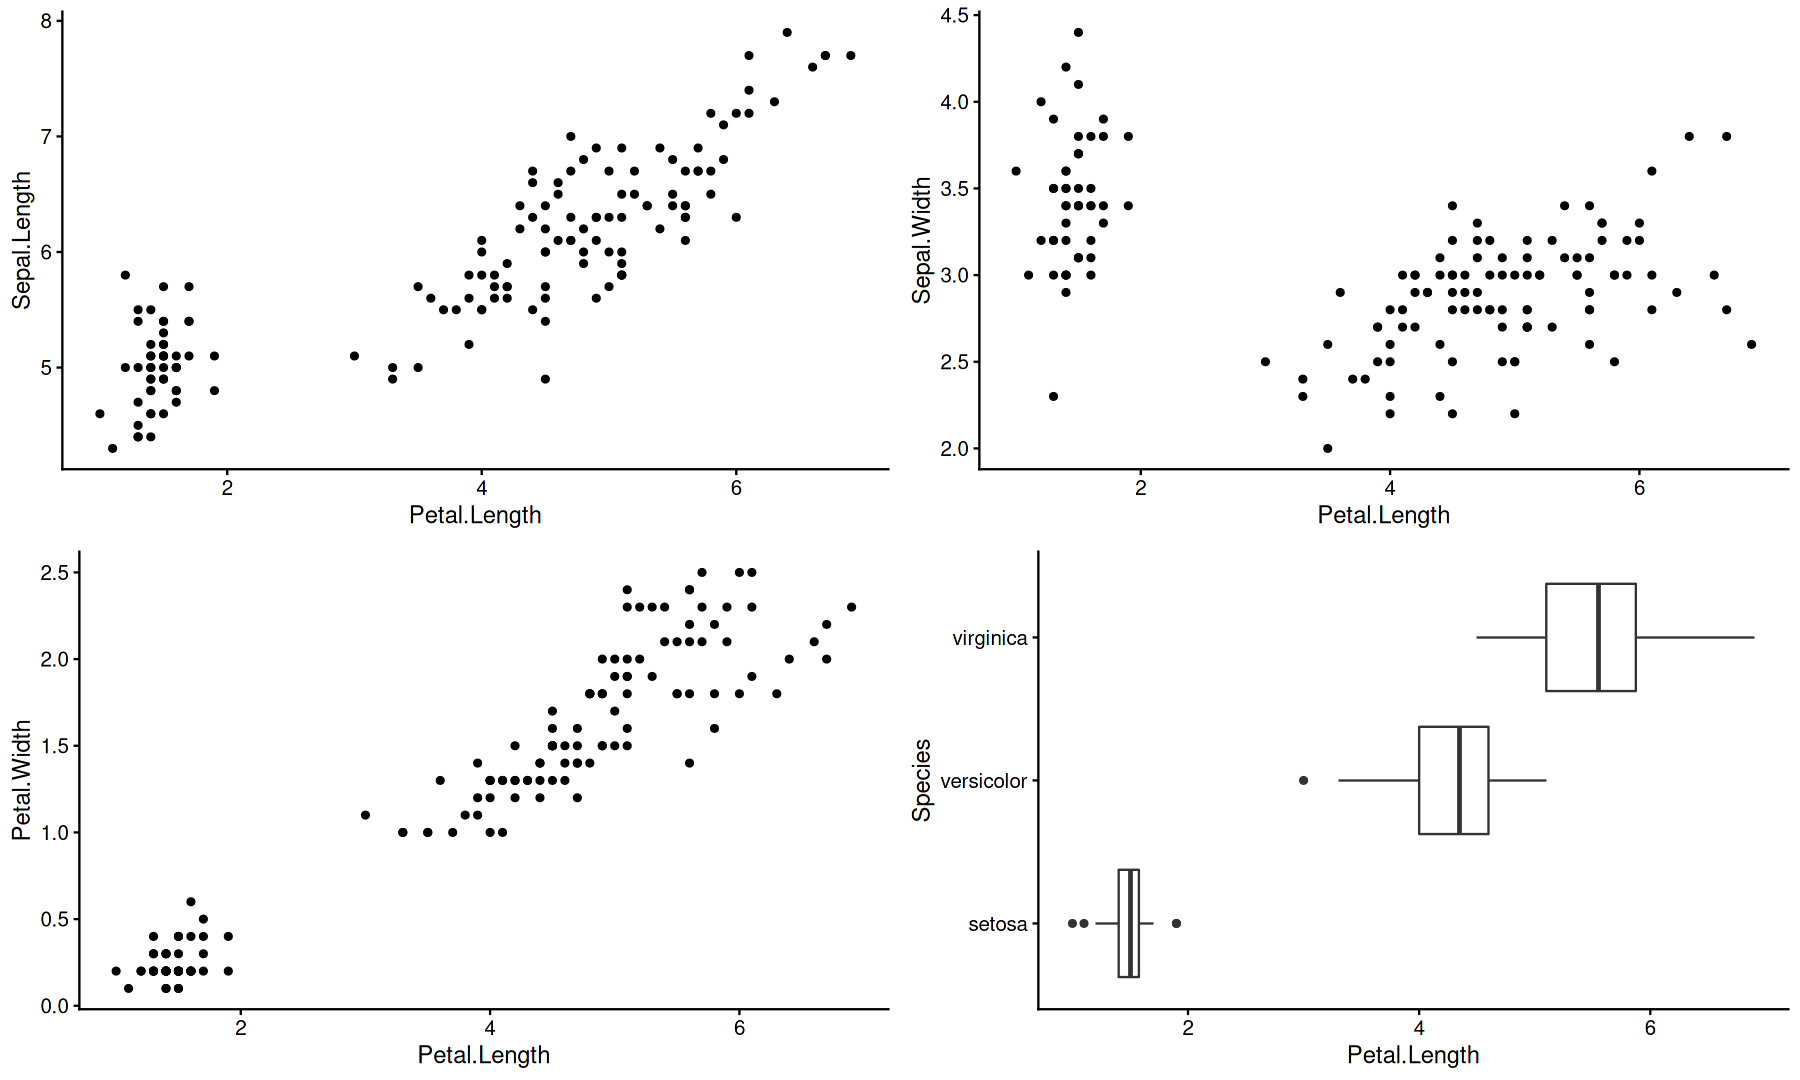 8
7
6
5
Sepal.Length
2 4 6
Petal.Length
4.5
4.0
3.5
3.0
2.5
2.0
Sepal.Width
2 4 6
Petal.Length
2.5
2.0
1.5
1.0
0.5
0.0
Petal.Width
2 4 6
Petal.Length
virginica
versicolor
setosa
Species
2 4 6
Petal.Length